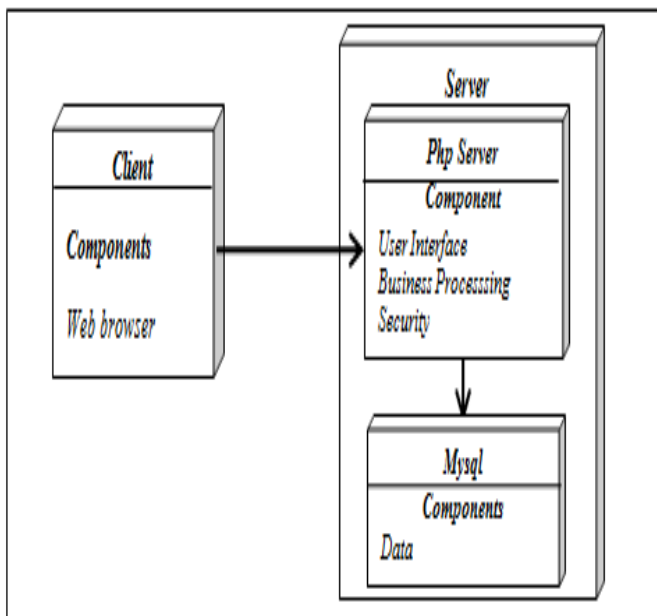 Client
Components
Web browser
Server
Php Server
Component
User Interface
Business Processsing
Security
Mysql
Components
Data